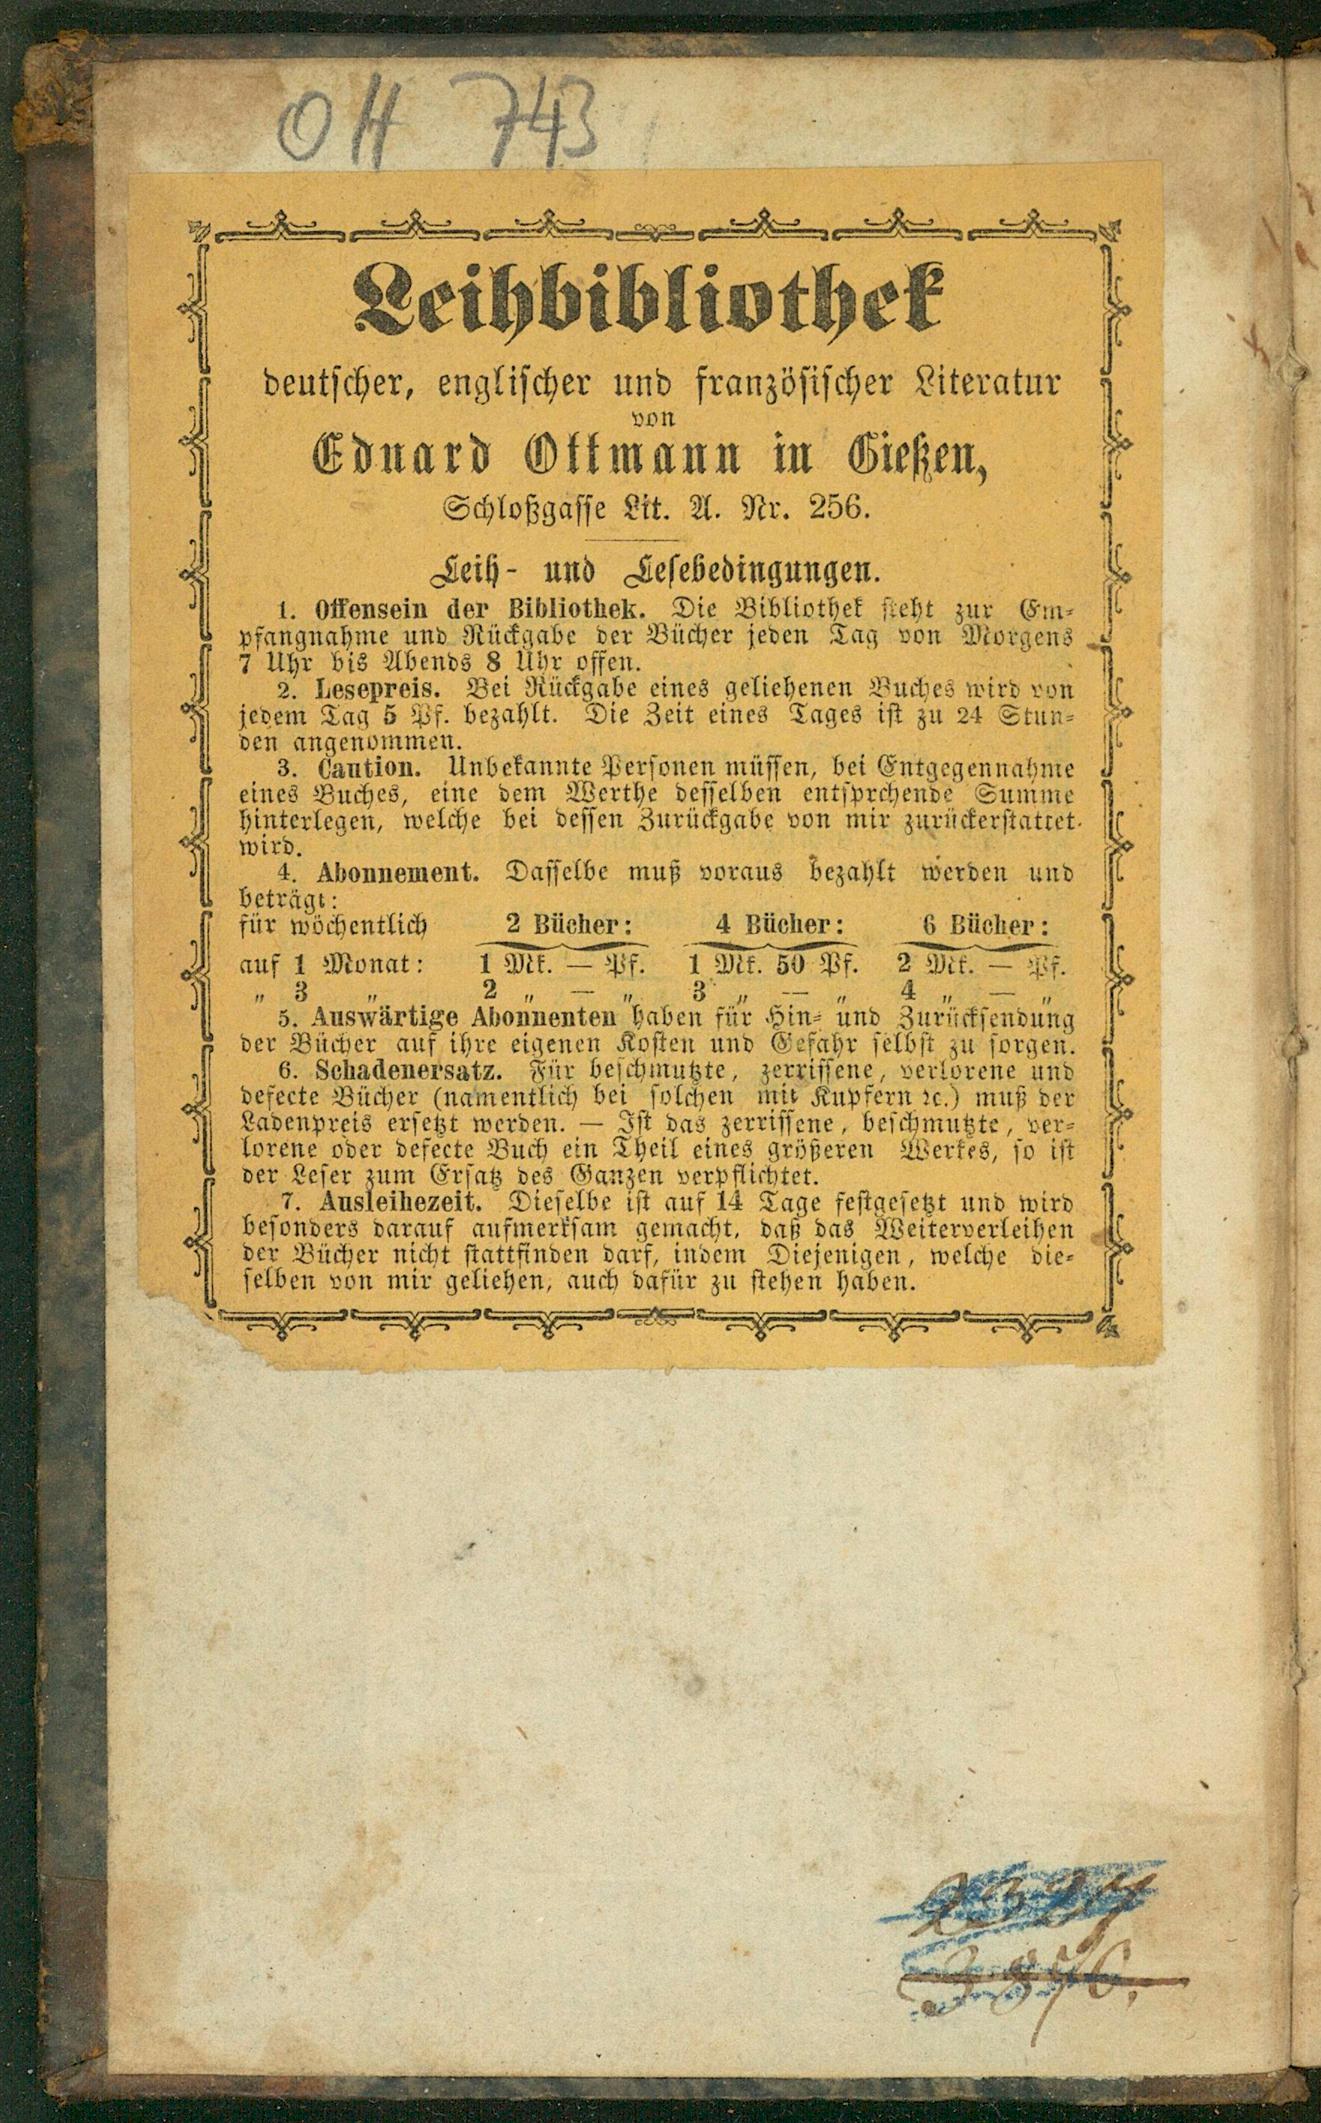 OH 743
Leihbibliothek
deutscher, englischer und französischer Literatur
von
Eduard Ottmann in Gießen,
Schloßgasse Lit. A. Nr. 256.
Leih- und Lesebedingungen.
1. Offensein der Bibliothek. Die Bibliothek steht zur Em-
pfangnahme und Rückgabe der Bücher jeden Tag von Morgens
7 Uhr bis Abends 8 Uhr offen.
2. Lesepreis. Bei Rückgabe eines geliehenen Buches wird von
jedem Tag 5 Pf. bezahlt. Die Zeit eines Tages ist zu 24 Stun-
den angenommen.
3. Caution. Unbekannte Personen müssen, bei Entgegennahme
eines Buches, eine dem Werthe desselben entsprchende Summe
hinterlegen, welche bei dessen Zurückgabe von mir zurückerstattet
wird.
4. Abonnement. Dasselbe muß voraus bezahlt werden und
beträgt:
für wöchentlich 2 Bücher: 4 Bücher: 6 Bücher:
auf 1 Monat: 1 Mk. — Pf. 1 Mk. 50 Pf. 2 Mk. — Pf.
„ 3 „ 2 „ — „ 3 „ — „ 4 „ — „
5. Auswärtige Abonnenten haben für Hin- und Zurücksendung
der Bücher auf ihre eigenen Kosten und Gefahr selbst zu sorgen.
6. Schadenersatz. Für beschmutzte, zerrissene, verlorene und
defecte Bücher (namentlich bei solchen mit Kupfern ꝛc.) muß der
Ladenpreis ersetzt werden. — Ist das zerrissene, beschmutzte, ver-
lorene oder defecte Buch ein Theil eines größeren Werkes, so ist
der Leser zum Ersatz des Ganzen verpflichtet.
7. Ausleihezeit. Dieselbe ist auf 14 Tage festgesetzt und wird
besonders darauf aufmerksam gemacht, daß das Weiterverleihen
der Bücher nicht stattfinden darf, indem Diejenigen, welche die-
selben von mir geliehen, auch dafür zu stehen haben.